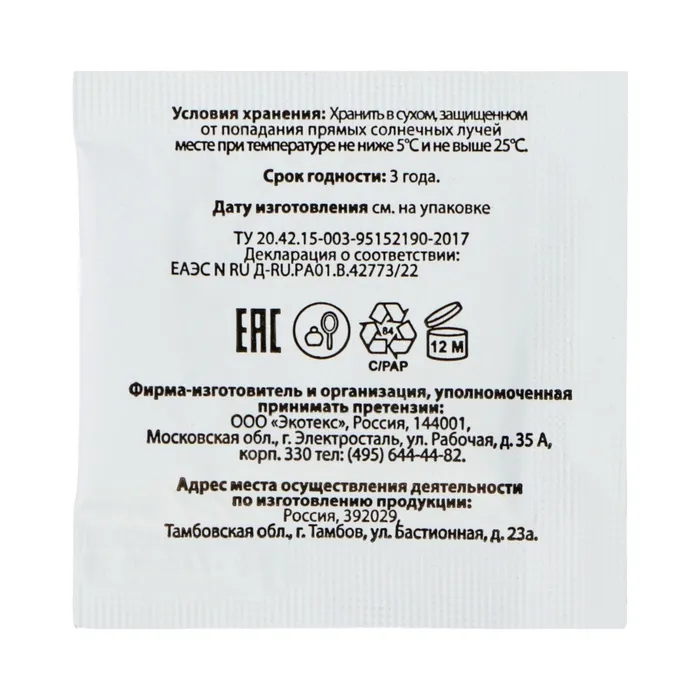 Условия хранения: Хранить в сухом, защищенном
от попадания прямых солнечных лучей
месте при температуре не ниже 5°С и не выше 25°С.
Срок годности: 3 года.
Дату изготовления см. на упаковке
ТУ 20.42.15-003-95152190-2017
Декларация о соответствии:
ЕАЭС N RU Д-RU.РА01.В.42773/22
EAC
84
12 M
C/PAP
Фирма-изготовитель и организация, уполномоченная
принимать претензии:
ООО «Экотекс», Россия, 144001,
Московская обл., г. Электросталь, ул. Рабочая, д. 35 А,
корп. 330 тел: (495) 644-44-82.
Адрес места осуществления деятельности
по изготовлению продукции:
Россия, 392029,
Тамбовская обл., г. Тамбов, ул. Бастионная, д. 23а.